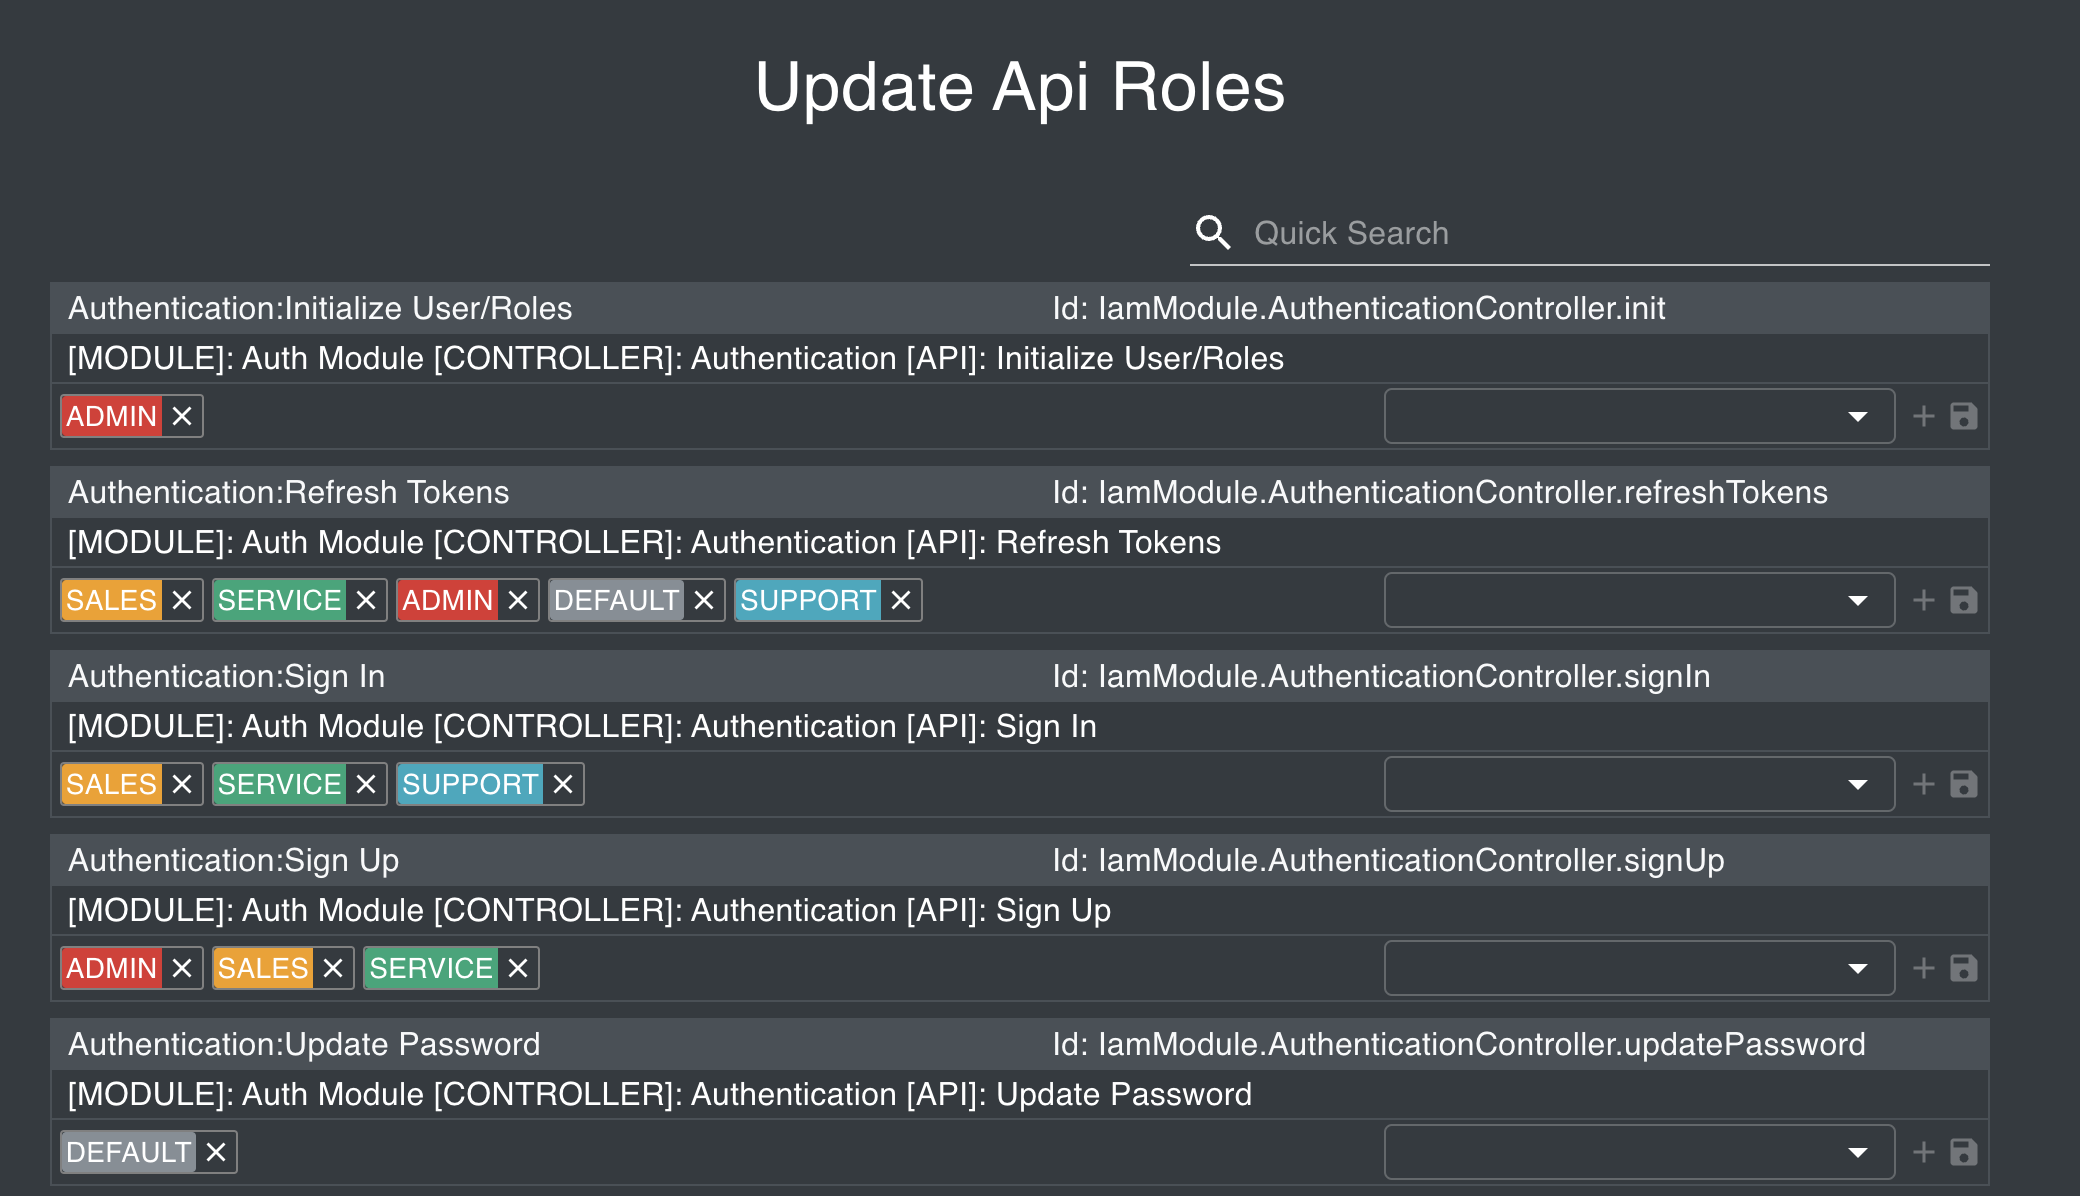 Update Api Roles
Quick Search
Authentication:Initialize User/Roles Id: IamModule.AuthenticationController.init
[MODULE]: Auth Module [CONTROLLER]: Authentication [API]: Initialize User/Roles
ADMIN
Authentication:Refresh Tokens Id: IamModule.AuthenticationController.refreshTokens
[MODULE]: Auth Module [CONTROLLER]: Authentication [API]: Refresh Tokens
SALES SERVICE ADMIN DEFAULT SUPPORT
Authentication:Sign In Id: IamModule.AuthenticationController.signIn
[MODULE]: Auth Module [CONTROLLER]: Authentication [API]: Sign In
SALES SERVICE SUPPORT
Authentication:Sign Up Id: IamModule.AuthenticationController.signUp
[MODULE]: Auth Module [CONTROLLER]: Authentication [API]: Sign Up
ADMIN SALES SERVICE
Authentication:Update Password Id: IamModule.AuthenticationController.updatePassword
[MODULE]: Auth Module [CONTROLLER]: Authentication [API]: Update Password
DEFAULT